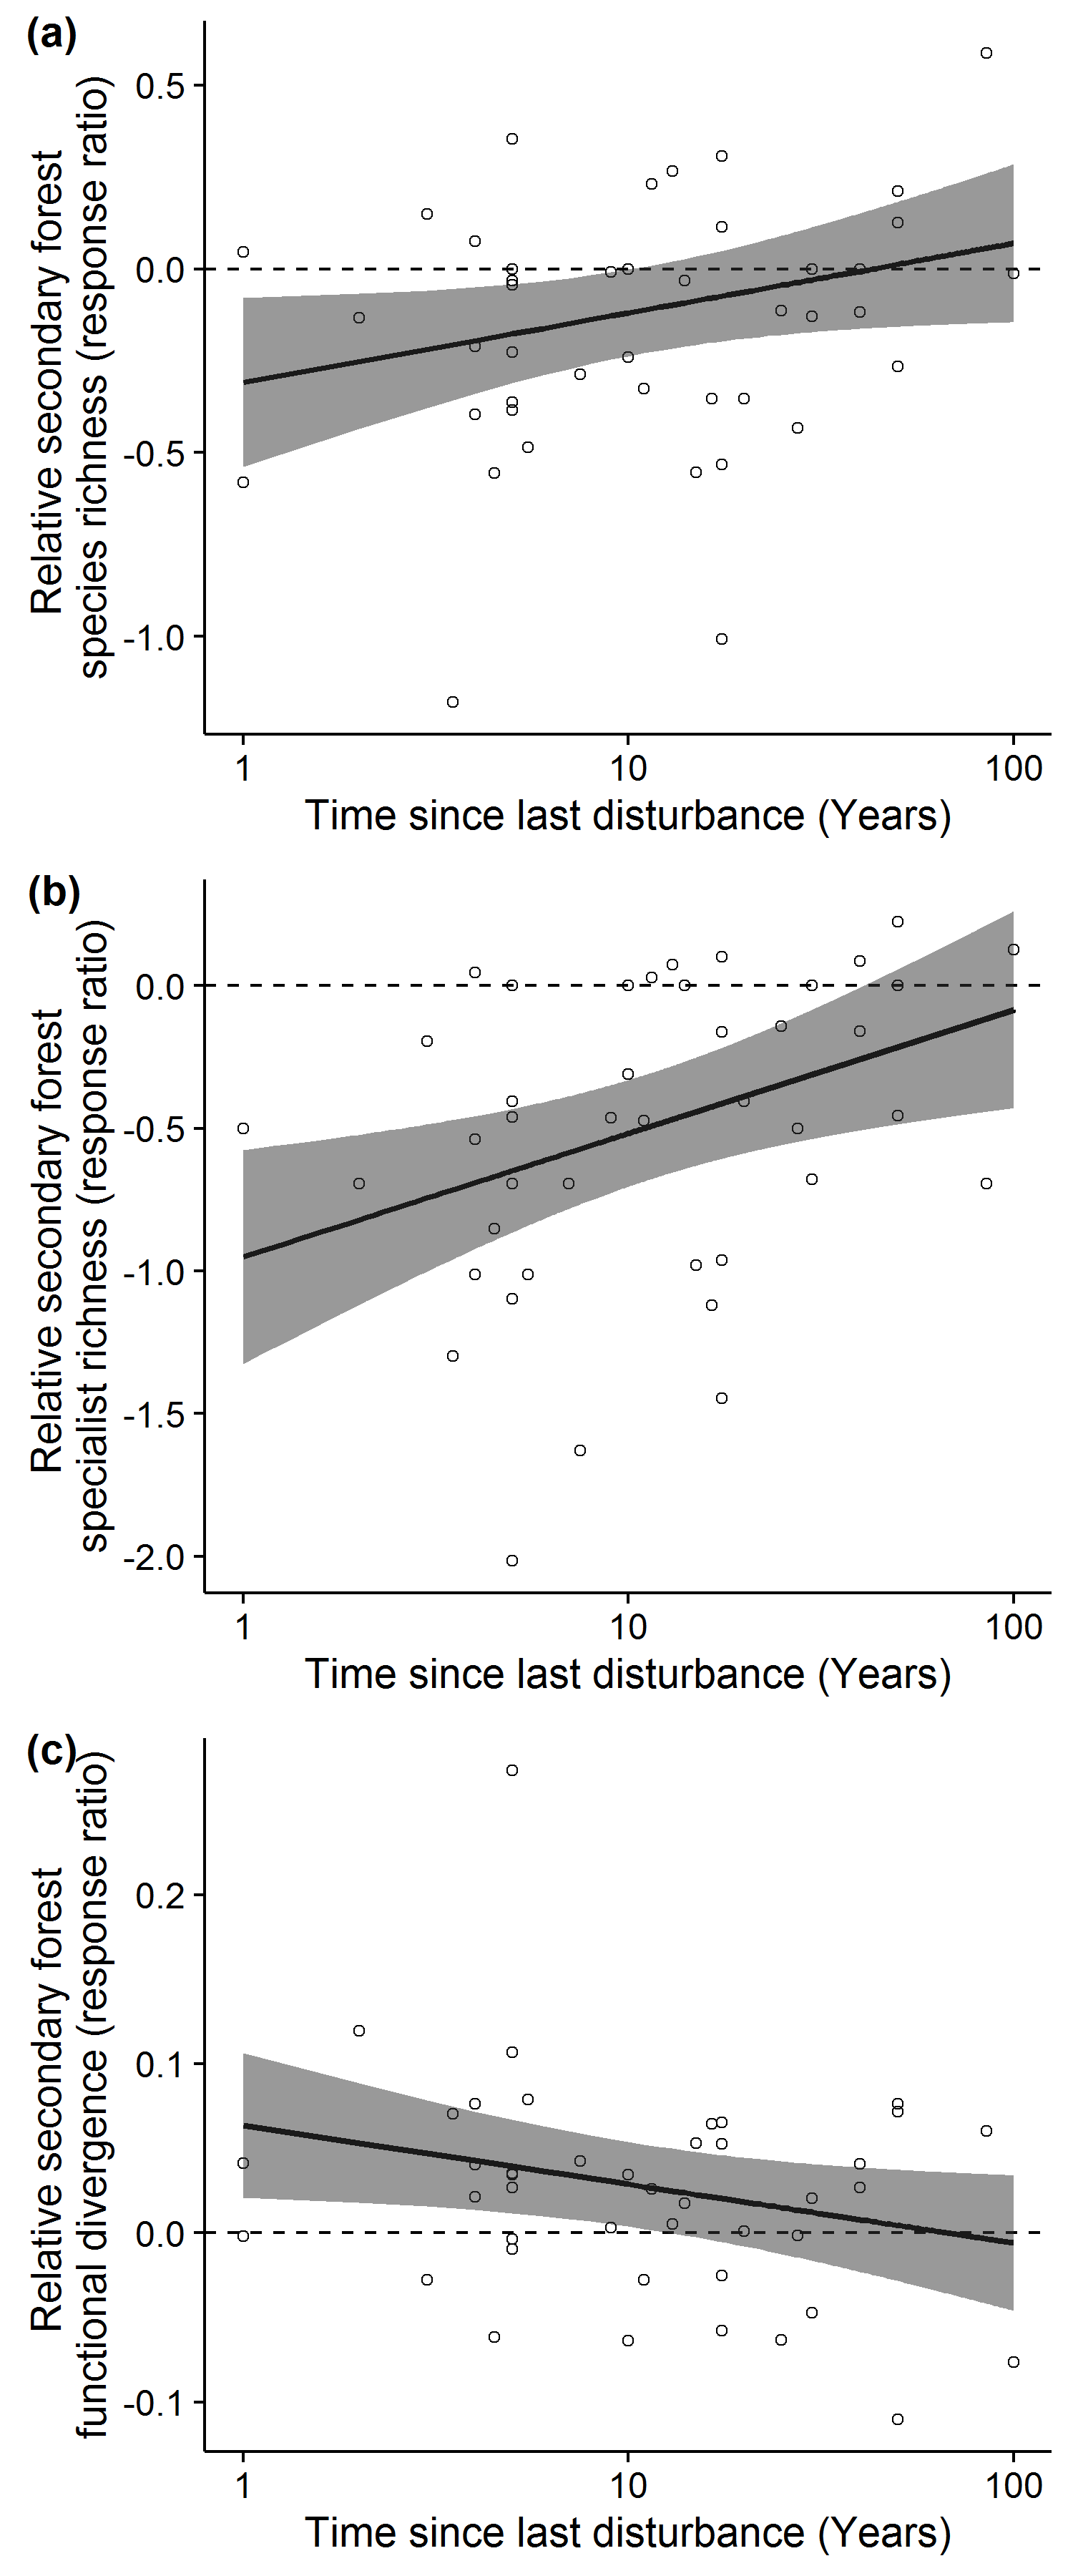 (a)
Relative secondary forest
species richness (response ratio)
0.5
0.0
-0.5
-1.0
1 10 100
Time since last disturbance (Years)
(b)
Relative secondary forest
specialist richness (response ratio)
0.0
-0.5
-1.0
-1.5
-2.0
1 10 100
Time since last disturbance (Years)
(c)
Relative secondary forest
functional divergence (response ratio)
0.2
0.1
0.0
-0.1
1 10 100
Time since last disturbance (Years)